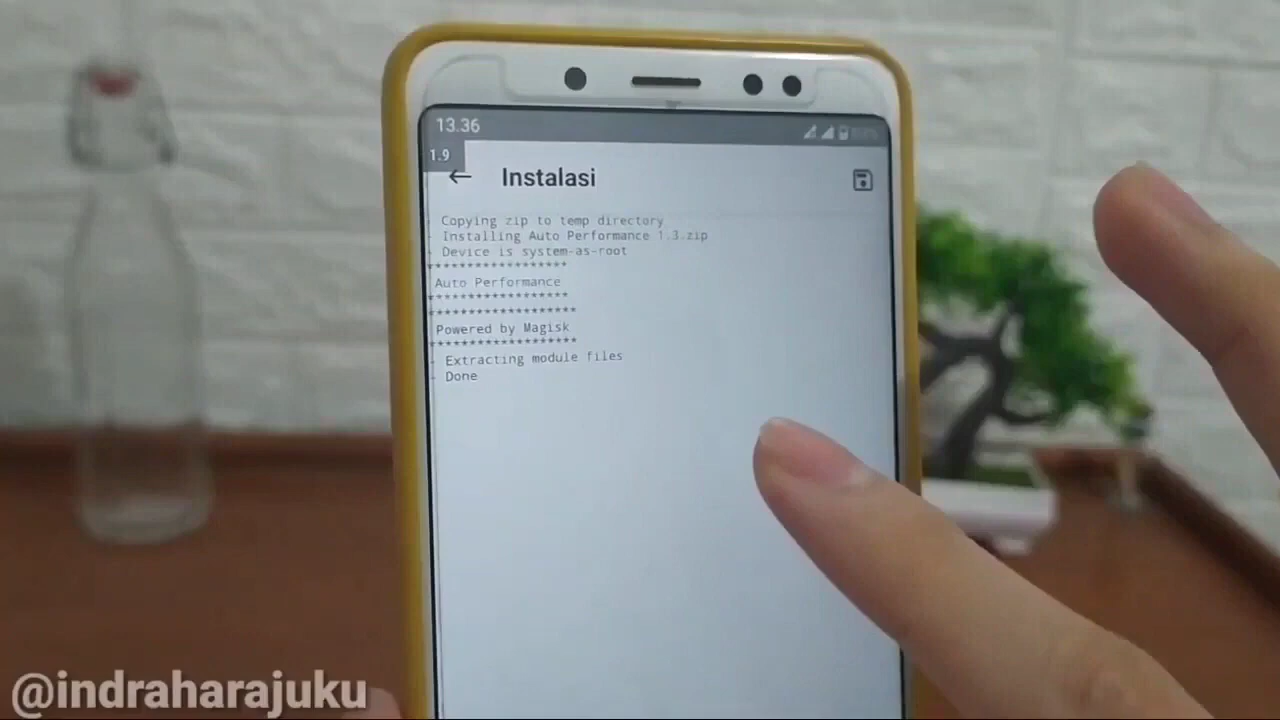 13.36
1.9
Instalasi
- Copying zip to temp directory
- Installing Auto Performance 1.3.zip
- Device is system-as-root
******************
Auto Performance
******************
*******************
Powered by Magisk
*******************
- Extracting module files
- Done
@indraharajuku